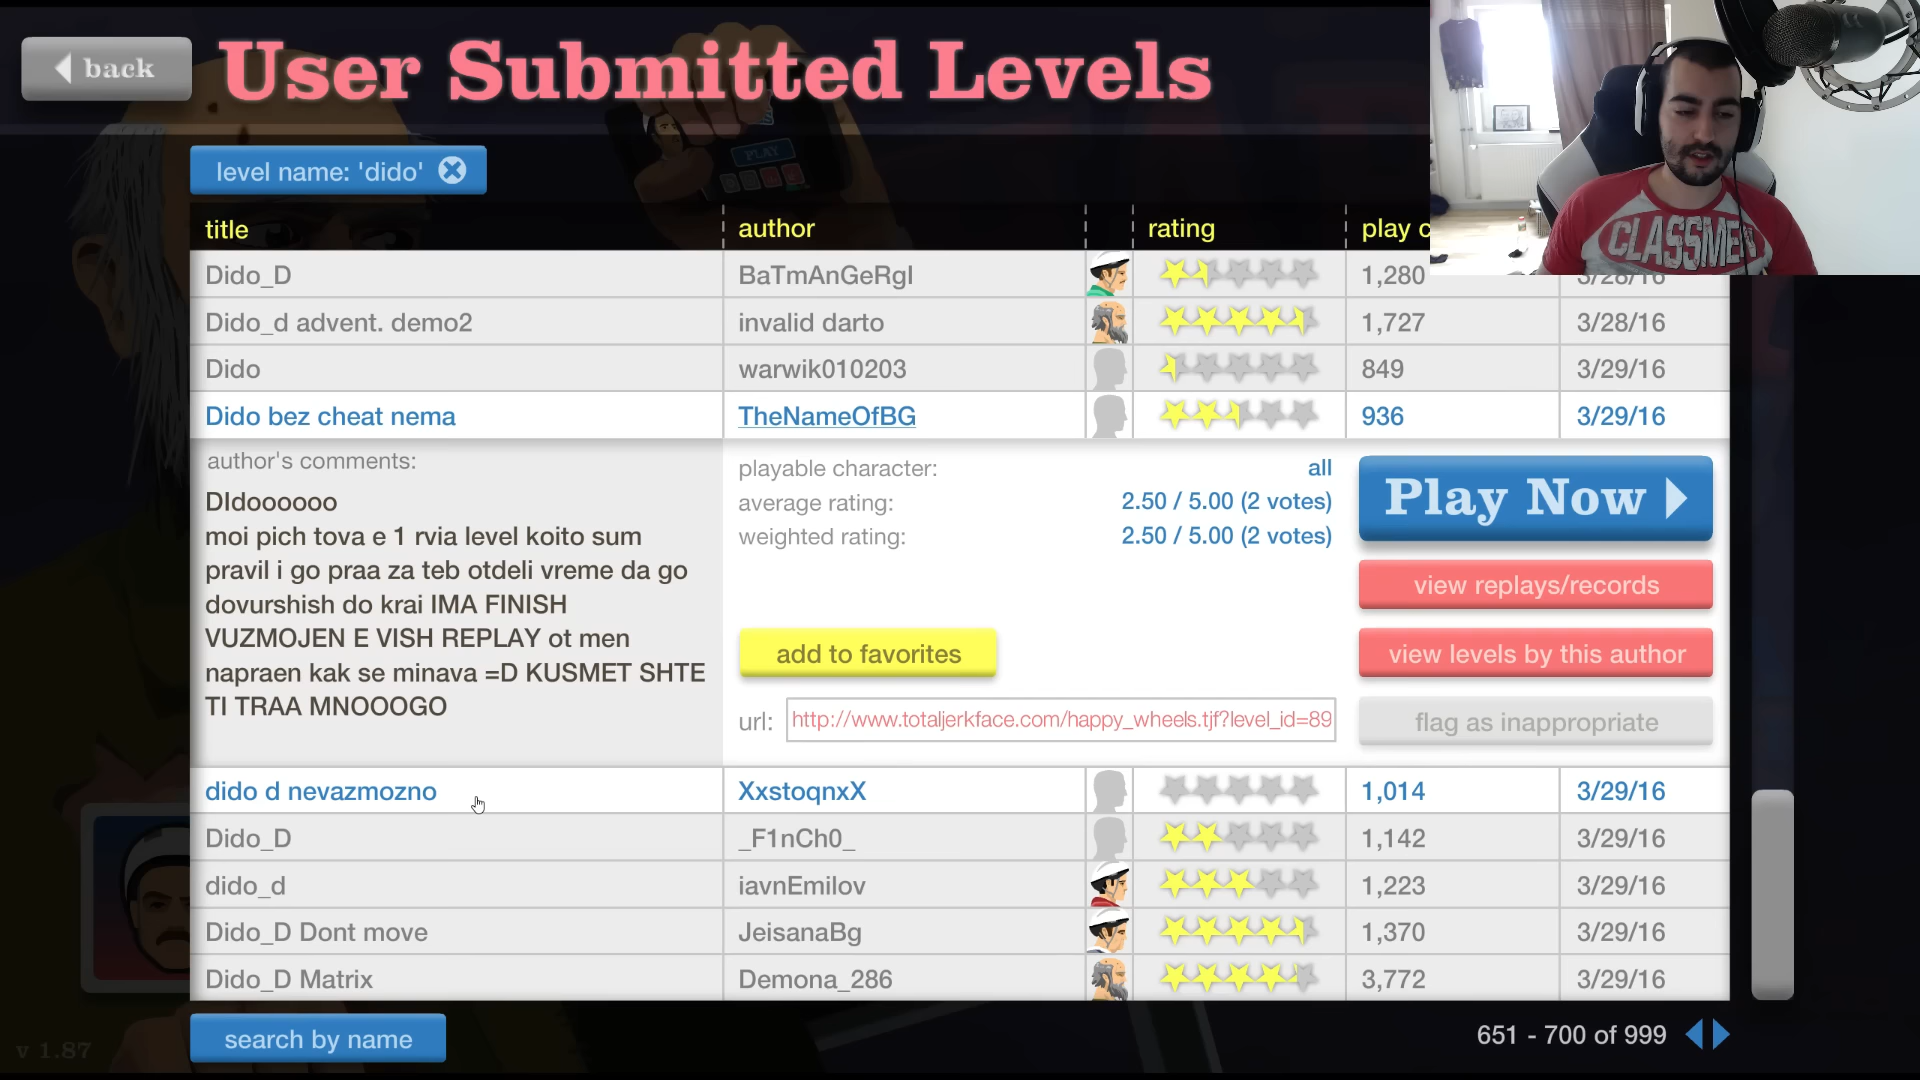 back
User Submitted Levels
level name: 'dido'
title author rating play c
Dido_D BaTmAnGeRgI 1,280 3/28/16
Dido_d advent. demo2 invalid darto 1,727 3/28/16
Dido warwik010203 849 3/29/16
Dido bez cheat nema TheNameOfBG 936 3/29/16
author's comments:
DIdoooooo
moi pich tova e 1 rvia level koito sum
pravil i go praa za teb otdeli vreme da go
dovurshish do krai IMA FINISH
VUZMOJEN E VISH REPLAY ot men
napraen kak se minava =D KUSMET SHTE
TI TRAA MNOOOGO
playable character: all
average rating: 2.50 / 5.00 (2 votes)
weighted rating: 2.50 / 5.00 (2 votes)
add to favorites
url: http://www.totaljerkface.com/happy_wheels.tjf?level_id=89
Play Now
view replays/records
view levels by this author
flag as inappropriate
dido d nevazmozno XxstoqnxX 1,014 3/29/16
Dido_D _F1nCh0_ 1,142 3/29/16
dido_d iavnEmilov 1,223 3/29/16
Dido_D Dont move JeisanaBg 1,370 3/29/16
Dido_D Matrix Demona_286 3,772 3/29/16
search by name
651 - 700 of 999
v 1.87
PLAY
CLASSMEN